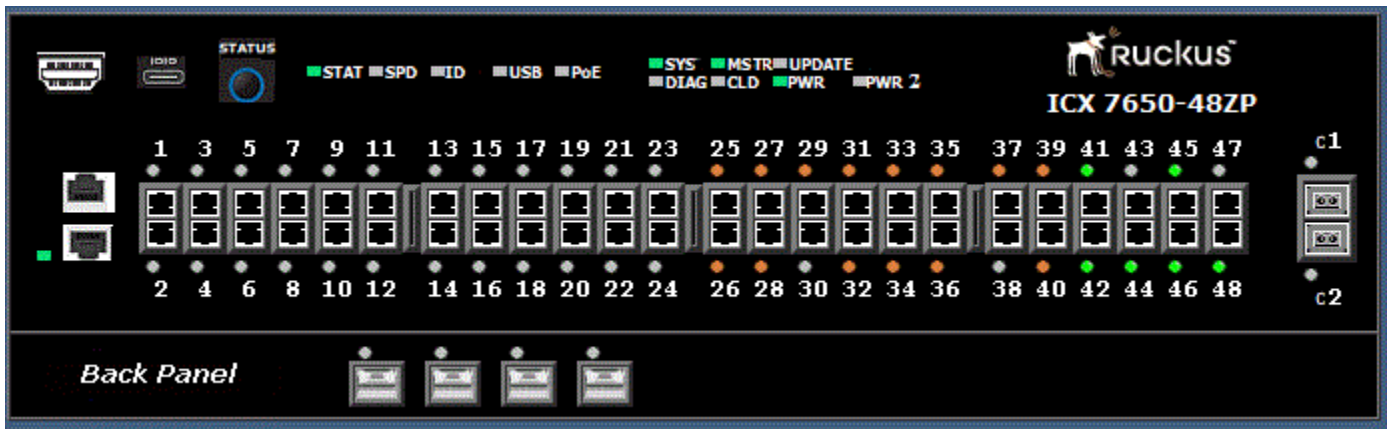 STATUS
IOIO
STAT SPD ID USB PoE
SYS MSTR UPDATE
DIAG CLD PWR PWR 2
Ruckus
ICX 7650-48ZP
1 3 5 7 9 11 13 15 17 19 21 23 25 27 29 31 33 35 37 39 41 43 45 47
c1
2 4 6 8 10 12 14 16 18 20 22 24 26 28 30 32 34 36 38 40 42 44 46 48
c2
Back Panel